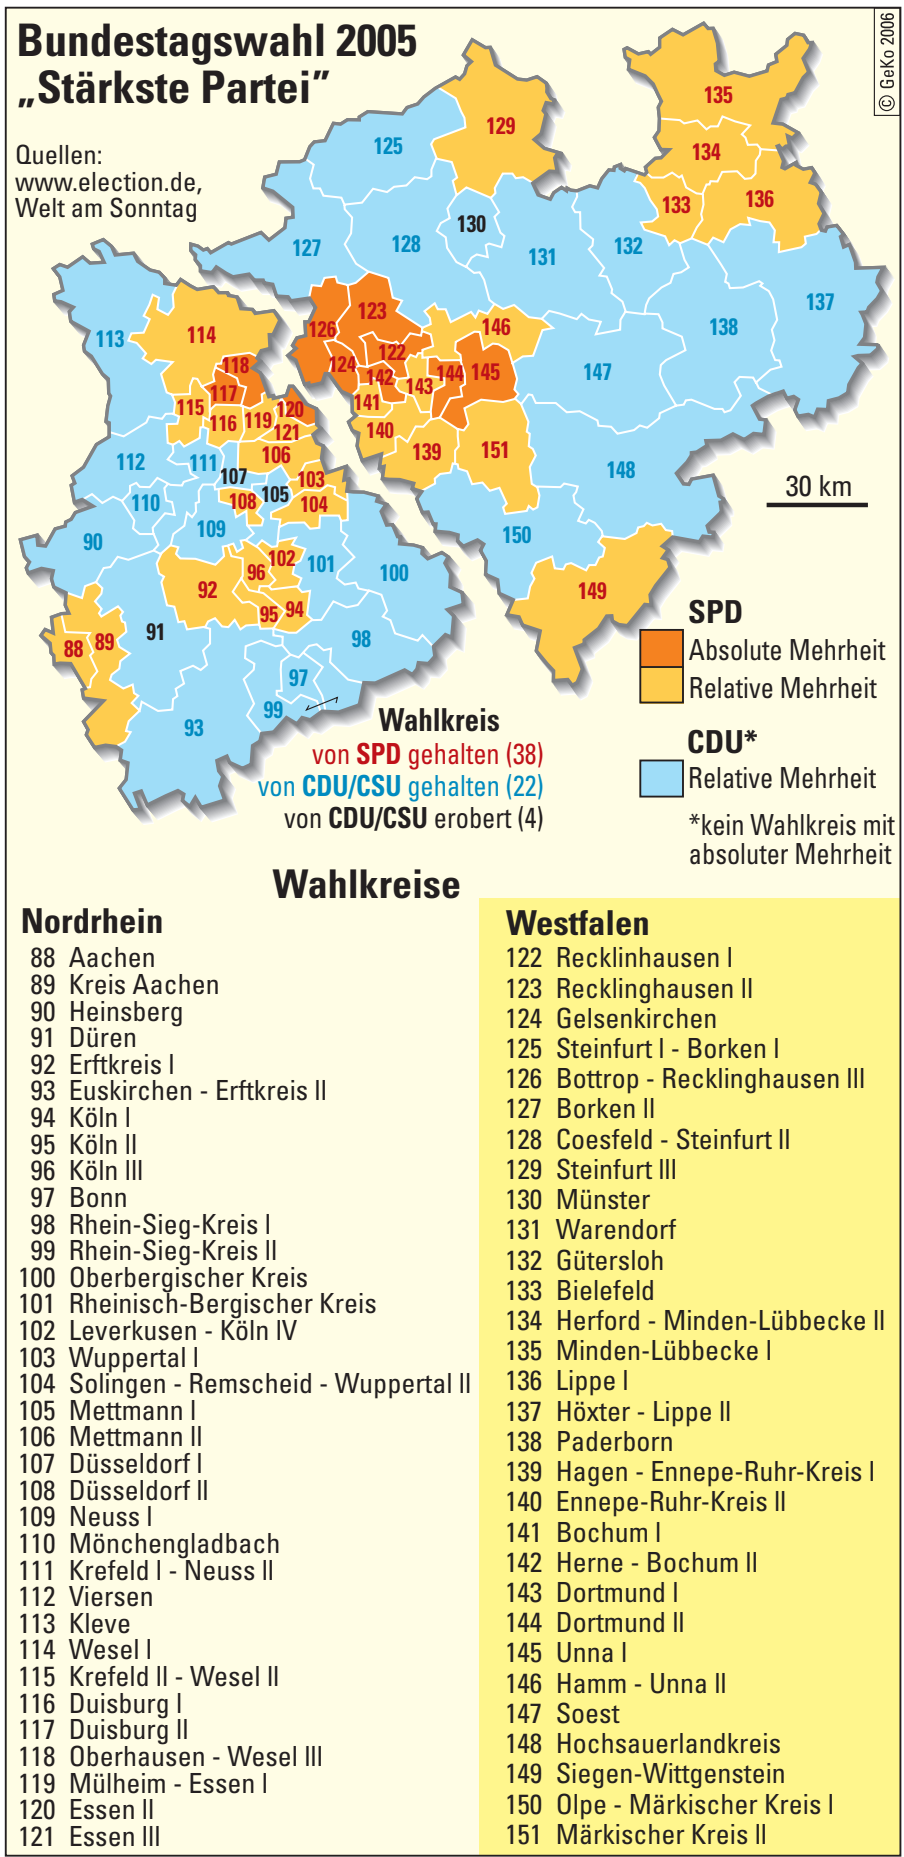 Bundestagswahl 2005
„Stärkste Partei”
© GeKo 2006
Quellen:
www.election.de,
Welt am Sonntag
135
129
125
134
133
136
130
127
128
131
132
137
123
126
146
138
113
114
122
124
118
142
143
144
145
147
117
115
141
120
116
119
121
140
106
139
151
112
111
107
148
103
110
105
108
104
30 km
109
150
90
102
101
96
100
92
149
95
94
91
98
88
89
97
99
93
SPD
Absolute Mehrheit
Relative Mehrheit
CDU*
Relative Mehrheit
*kein Wahlkreis mit
absoluter Mehrheit
Wahlkreis
von SPD gehalten (38)
von CDU/CSU gehalten (22)
von CDU/CSU erobert (4)
Wahlkreise
Nordrhein
88 Aachen
89 Kreis Aachen
90 Heinsberg
91 Düren
92 Erftkreis I
93 Euskirchen - Erftkreis II
94 Köln I
95 Köln II
96 Köln III
97 Bonn
98 Rhein-Sieg-Kreis I
99 Rhein-Sieg-Kreis II
100 Oberbergischer Kreis
101 Rheinisch-Bergischer Kreis
102 Leverkusen - Köln IV
103 Wuppertal I
104 Solingen - Remscheid - Wuppertal II
105 Mettmann I
106 Mettmann II
107 Düsseldorf I
108 Düsseldorf II
109 Neuss I
110 Mönchengladbach
111 Krefeld I - Neuss II
112 Viersen
113 Kleve
114 Wesel I
115 Krefeld II - Wesel II
116 Duisburg I
117 Duisburg II
118 Oberhausen - Wesel III
119 Mülheim - Essen I
120 Essen II
121 Essen III
Westfalen
122 Recklinhausen I
123 Recklinghausen II
124 Gelsenkirchen
125 Steinfurt I - Borken I
126 Bottrop - Recklinghausen III
127 Borken II
128 Coesfeld - Steinfurt II
129 Steinfurt III
130 Münster
131 Warendorf
132 Gütersloh
133 Bielefeld
134 Herford - Minden-Lübbecke II
135 Minden-Lübbecke I
136 Lippe I
137 Höxter - Lippe II
138 Paderborn
139 Hagen - Ennepe-Ruhr-Kreis I
140 Ennepe-Ruhr-Kreis II
141 Bochum I
142 Herne - Bochum II
143 Dortmund I
144 Dortmund II
145 Unna I
146 Hamm - Unna II
147 Soest
148 Hochsauerlandkreis
149 Siegen-Wittgenstein
150 Olpe - Märkischer Kreis I
151 Märkischer Kreis II